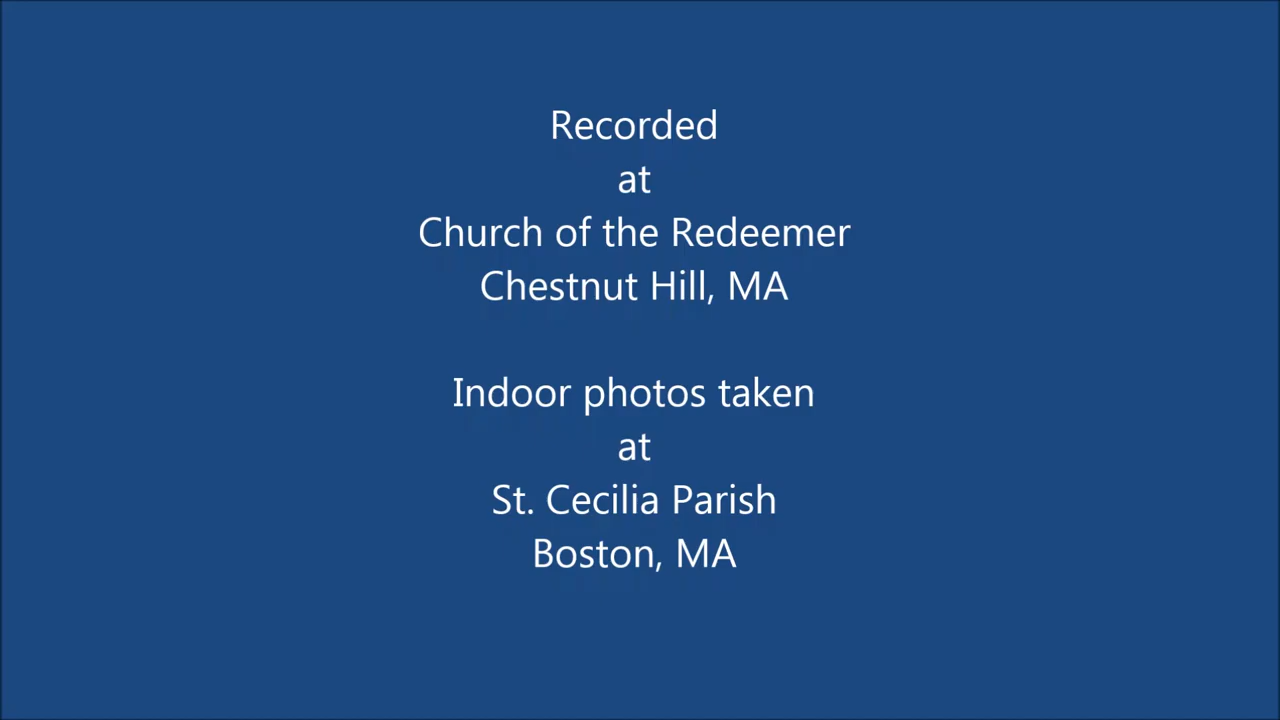 Recorded
at
Church of the Redeemer
Chestnut Hill, MA
Indoor photos taken
at
St. Cecilia Parish
Boston, MA